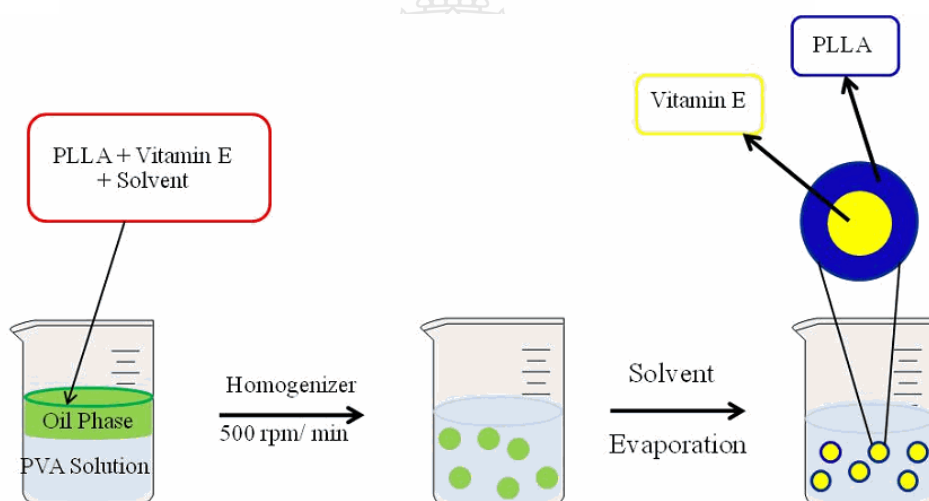 PLLA
Vitamin E
PLLA + Vitamin E
+ Solvent
Homogenizer
500 rpm/ min
Solvent
Evaporation
Oil Phase
PVA Solution